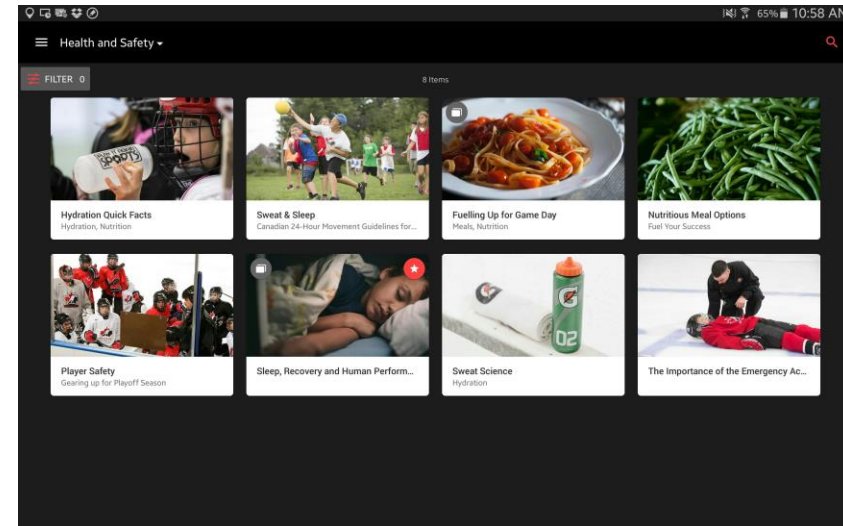 65% 10:58 AM
Health and Safety
FILTER 0
8 Items
Hydration Quick Facts
Hydration, Nutrition
Sweat & Sleep
Canadian 24-Hour Movement Guidelines for...
Fuelling Up for Game Day
Meals, Nutrition
Nutritious Meal Options
Fuel Your Success
Player Safety
Gearing up for Playoff Season
Sleep, Recovery and Human Perform...
Sweat Science
Hydration
G
02
The Importance of the Emergency Ac...